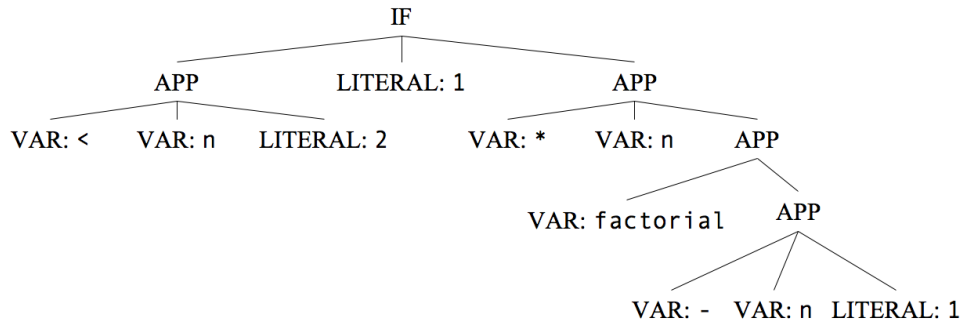 IF
APP LITERAL: 1 APP
VAR: < VAR: n LITERAL: 2 VAR: * VAR: n APP
VAR: factorial APP
VAR: - VAR: n LITERAL: 1